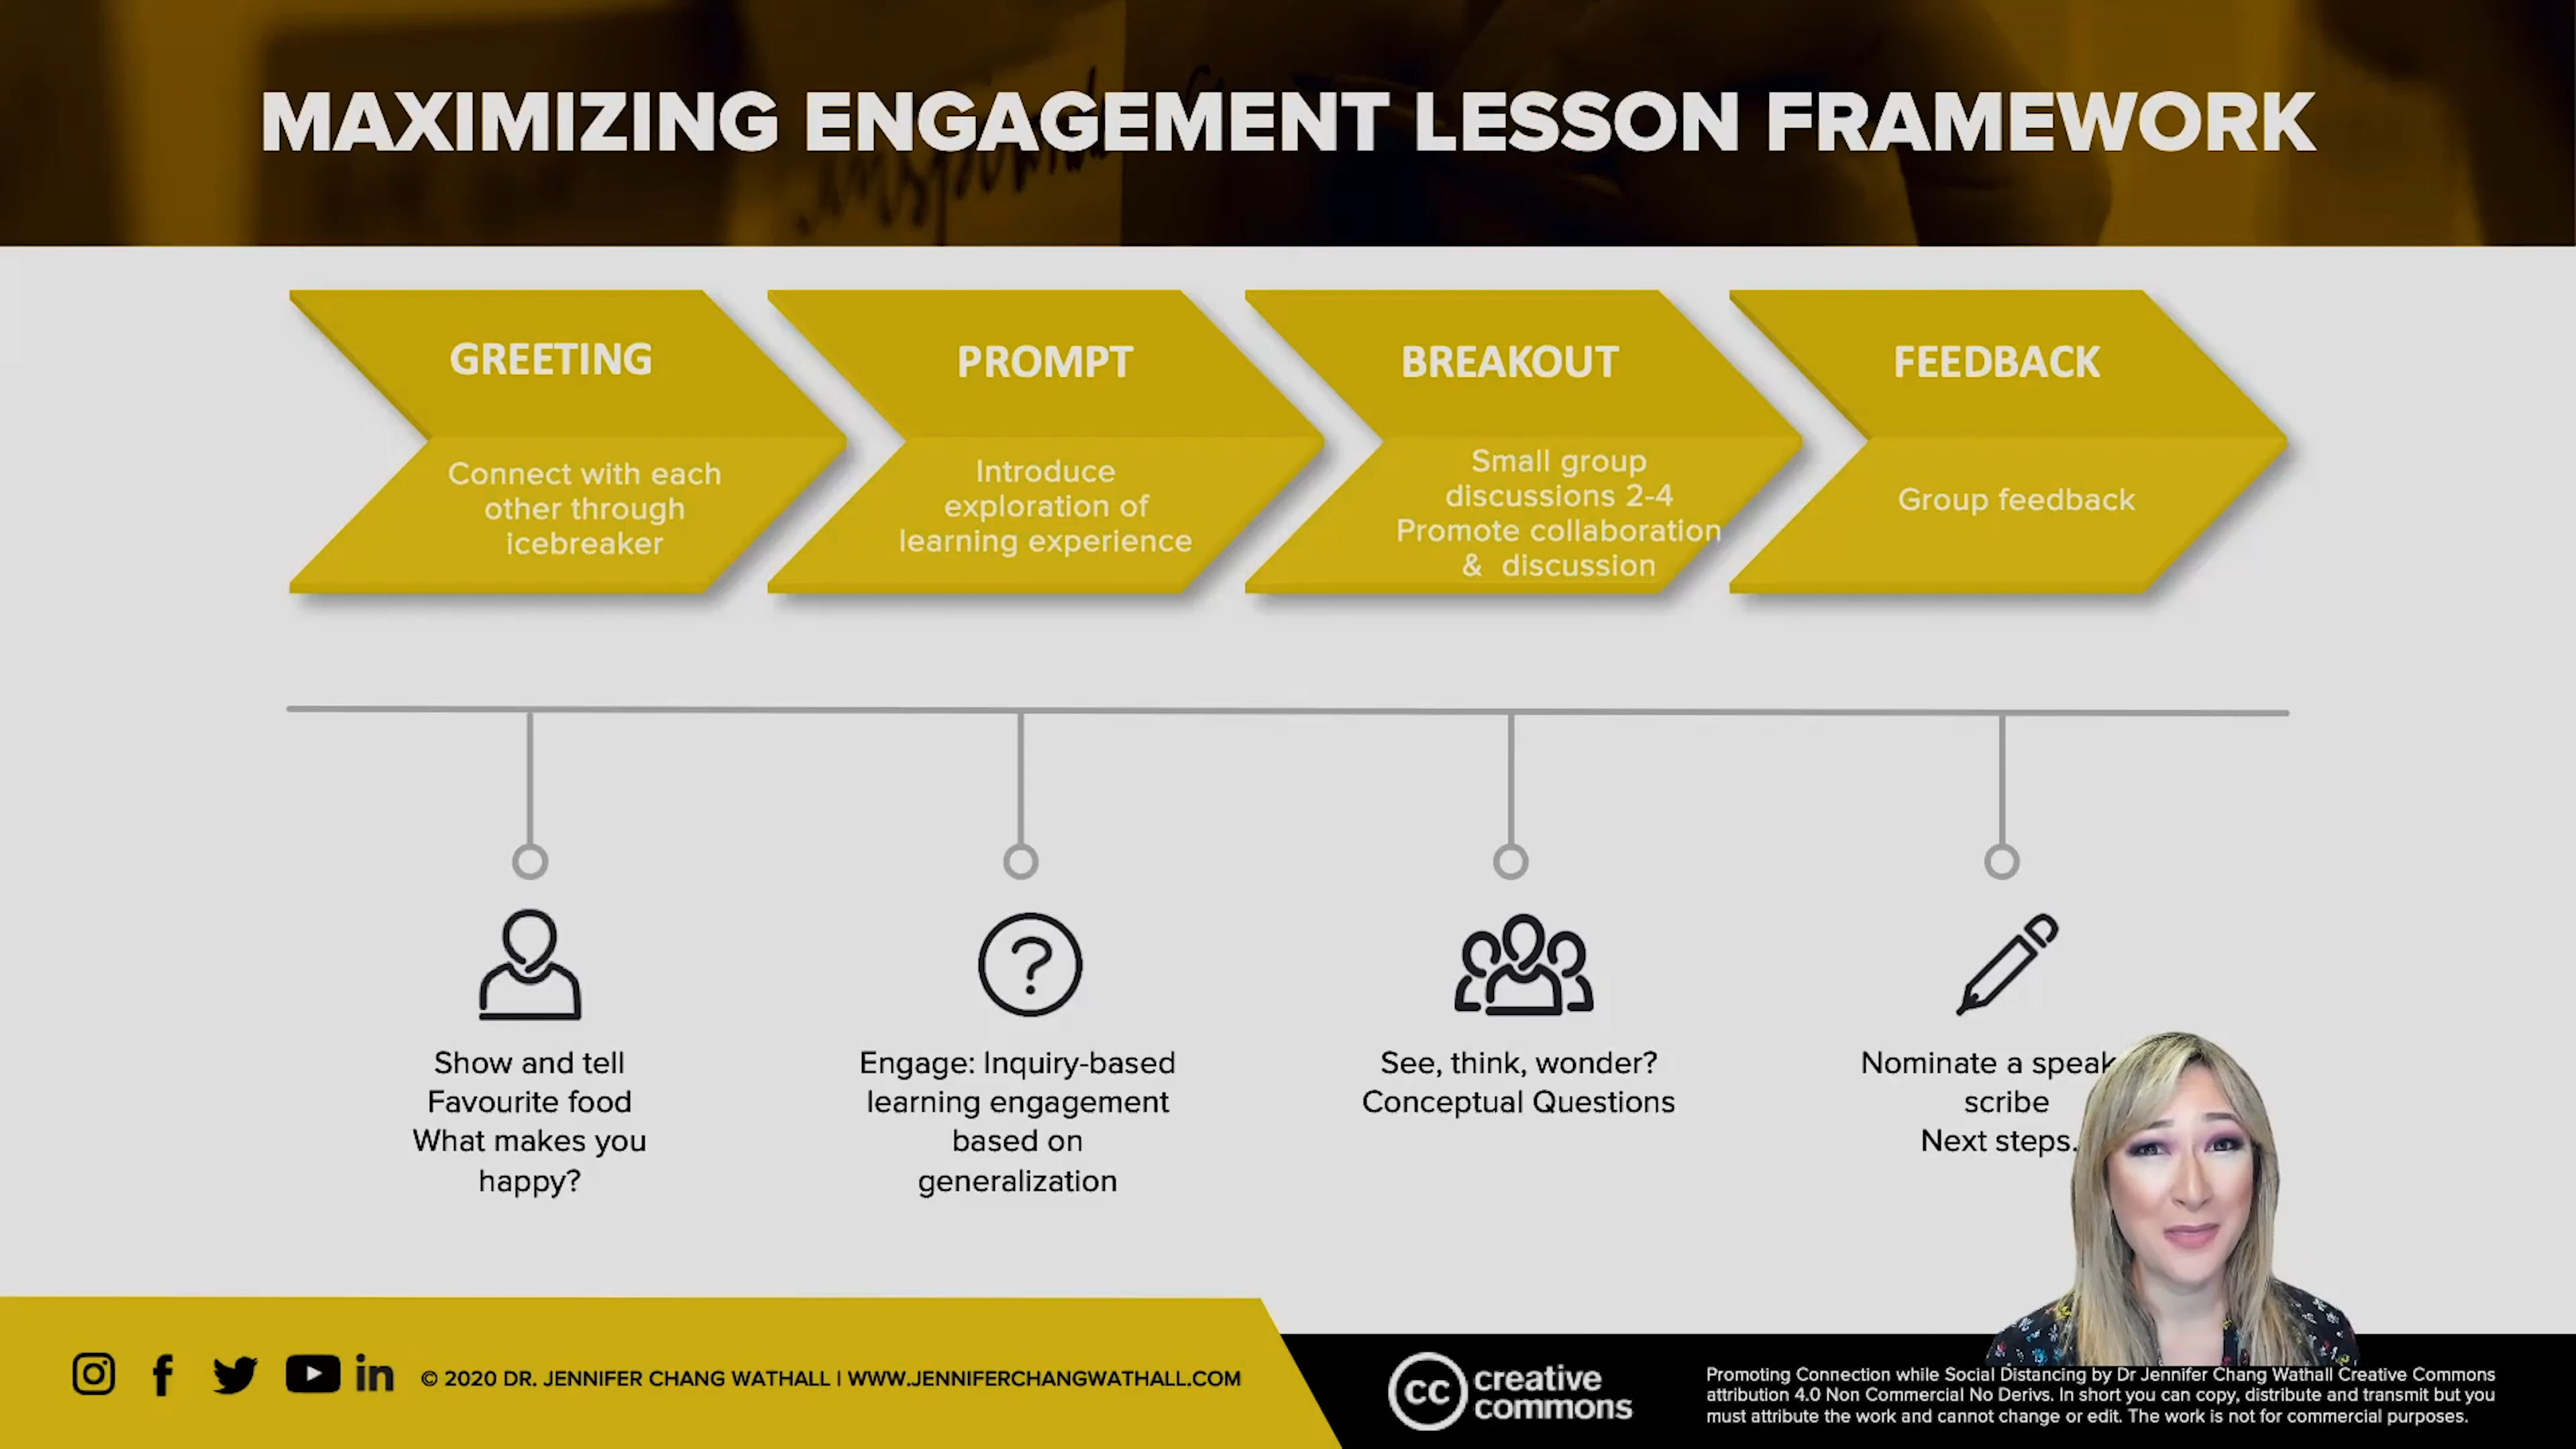 MAXIMIZING ENGAGEMENT LESSON FRAMEWORK
GREETING
Connect with each
other through
icebreaker
PROMPT
Introduce
exploration of
learning experience
BREAKOUT
Small group
discussions 2-4
Promote collaboration
& discussion
FEEDBACK
Group feedback
Show and tell
Favourite food
What makes you
happy?
?
Engage: Inquiry-based
learning engagement
based on
generalization
See, think, wonder?
Conceptual Questions
Nominate a
scribe
Next steps.
f
in
© 2020 DR. JENNIFER CHANG WATHALL | WWW.JENNIFERCHANGWATHALL.COM
cc
creative
commons
Promoting Connection while Social Distancing by Dr Jennifer Chang Wathall Creative Commons
attribution 4.0 Non Commercial No Derivs. In short you can copy, distribute and transmit but you
must attribute the work and cannot change or edit. The work is not for commercial purposes.